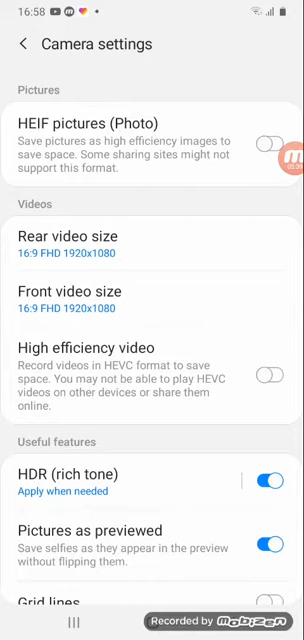 16:58
Camera settings
Pictures
HEIF pictures (Photo)
Save pictures as high efficiency images to
save space. Some sharing sites might not
support this format.
Videos
Rear video size
16:9 FHD 1920x1080
Front video size
16:9 FHD 1920x1080
High efficiency video
Record videos in HEVC format to save
space. You may not be able to play HEVC
videos on other devices or share them
online.
Useful features
HDR (rich tone)
Apply when needed
Pictures as previewed
Save selfies as they appear in the preview
without flipping them.
Grid lines
Recorded by Mobizen